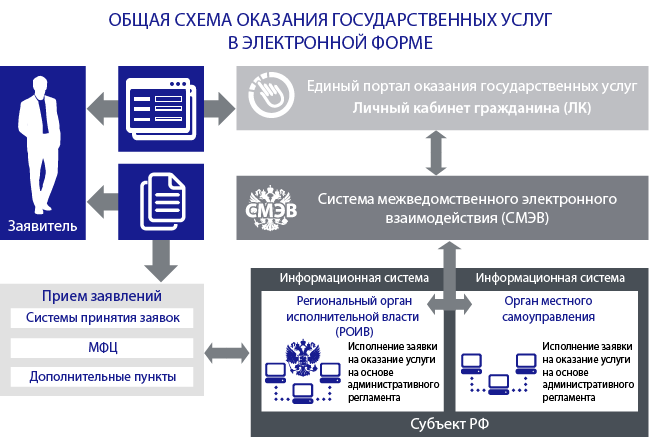 ОБЩАЯ СХЕМА ОКАЗАНИЯ ГОСУДАРСТВЕННЫХ УСЛУГ
В ЭЛЕКТРОННОЙ ФОРМЕ
Заявитель
Единый портал оказания государственных услуг
Личный кабинет гражданина (ЛК)
СМЭВ
Система межведомственного электронного
взаимодействия (СМЭВ)
Прием заявлений
Системы принятия заявок
МФЦ
Дополнительные пункты
Информационная система
Региональный орган
исполнительной власти
(РОИВ)
Исполнение заявки
на оказание услуги
на основе
административного
регламента
Информационная система
Орган местного
самоуправления
Исполнение заявки
на оказание услуги
на основе
административного
регламента
Субъект РФ